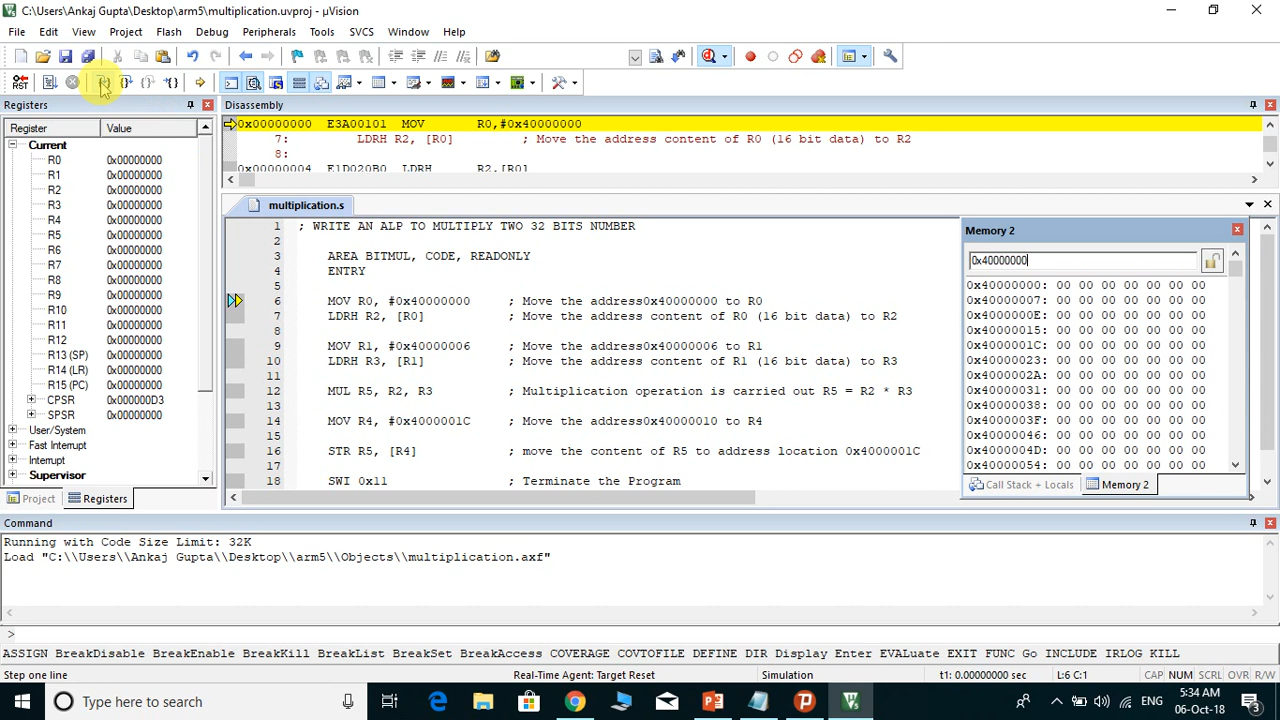 C:\Users\Ankaj Gupta\Desktop\arm5\multiplication.uvproj - µVision
File Edit View Project Flash Debug Peripherals Tools SVCS Window Help
RST
Registers
Register Value
Current
R0 0x00000000
R1 0x00000000
R2 0x00000000
R3 0x00000000
R4 0x00000000
R5 0x00000000
R6 0x00000000
R7 0x00000000
R8 0x00000000
R9 0x00000000
R10 0x00000000
R11 0x00000000
R12 0x00000000
R13 (SP) 0x00000000
R14 (LR) 0x00000000
R15 (PC) 0x00000000
CPSR 0x000000D3
SPSR 0x00000000
User/System
Fast Interrupt
Interrupt
Supervisor
Project Registers
Disassembly
0x00000000 E3A00101 MOV R0,#0x40000000
7: LDRH R2, [R0] ; Move the address content of R0 (16 bit data) to R2
8:
0x00000004 E1D020B0 LDRH R2,[R0]
multiplication.s
1 ; WRITE AN ALP TO MULTIPLY TWO 32 BITS NUMBER
2
3 AREA BITMUL, CODE, READONLY
4 ENTRY
5
6 MOV R0, #0x40000000 ; Move the address0x40000000 to R0
7 LDRH R2, [R0] ; Move the address content of R0 (16 bit data) to R2
8
9 MOV R1, #0x40000006 ; Move the address0x40000006 to R1
10 LDRH R3, [R1] ; Move the address content of R1 (16 bit data) to R3
11
12 MUL R5, R2, R3 ; Multiplication operation is carried out R5 = R2 * R3
13
14 MOV R4, #0x4000001C ; Move the address0x40000010 to R4
15
16 STR R5, [R4] ; move the content of R5 to address location 0x4000001C
17
18 SWI 0x11 ; Terminate the Program
Memory 2
0x40000000
0x40000000: 00 00 00 00 00 00 00
0x40000007: 00 00 00 00 00 00 00
0x4000000E: 00 00 00 00 00 00 00
0x40000015: 00 00 00 00 00 00 00
0x4000001C: 00 00 00 00 00 00 00
0x40000023: 00 00 00 00 00 00 00
0x4000002A: 00 00 00 00 00 00 00
0x40000031: 00 00 00 00 00 00 00
0x40000038: 00 00 00 00 00 00 00
0x4000003F: 00 00 00 00 00 00 00
0x40000046: 00 00 00 00 00 00 00
0x4000004D: 00 00 00 00 00 00 00
0x40000054: 00 00 00 00 00 00 00
Call Stack + Locals Memory 2
Command
Running with Code Size Limit: 32K
Load "C:\\Users\\Ankaj Gupta\\Desktop\\arm5\\Objects\\multiplication.axf"
>
ASSIGN BreakDisable BreakEnable BreakKill BreakList BreakSet BreakAccess COVERAGE COVTOFILE DEFINE DIR Display Enter EVALuate EXIT FUNC Go INCLUDE IRLOG KILL
Step one line Real-Time Agent: Target Reset Simulation t1: 0.00000000 sec L:6 C:1 CAP NUM SCRL OVR R/W
Type here to search
ENG
5:34 AM
06-Oct-18
3